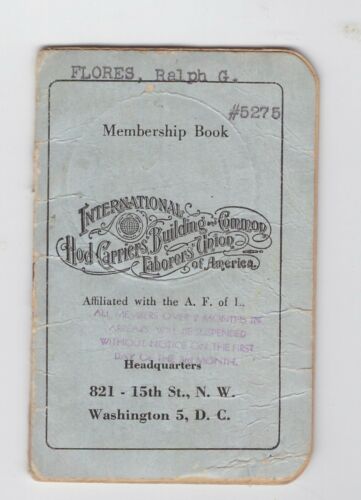 FLORES, Ralph G.
#5275
Membership Book
INTERNATIONAL
Hod Carriers' Building and Common
Laborers' Union
of America
Affiliated with the A. F. of L.
ALL MEMBERS OVER 2 MONTHS IN
ARREARS WILL BE SUSPENDED
WITHOUT NOTICE ON THE FIRST
DAY OF THE 3rd MONTH.
Headquarters
821 - 15th St., N. W.
Washington 5, D. C.